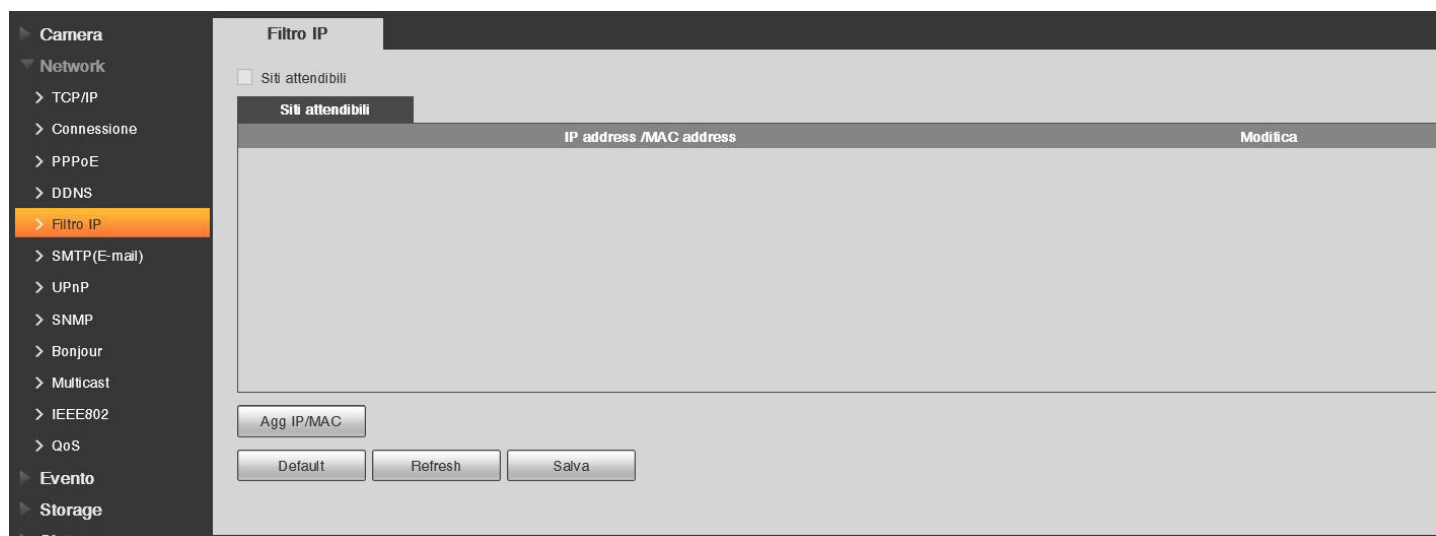 Camera
Network
TCP/IP
Connessione
PPPoE
DDNS
Filtro IP
SMTP(E-mail)
UPnP
SNMP
Bonjour
Multicast
IEEE802
QoS
Evento
Storage
Filtro IP
Siti attendibili
Siti attendibili
IP address /MAC address Modifica
Agg IP/MAC
Default Refresh Salva